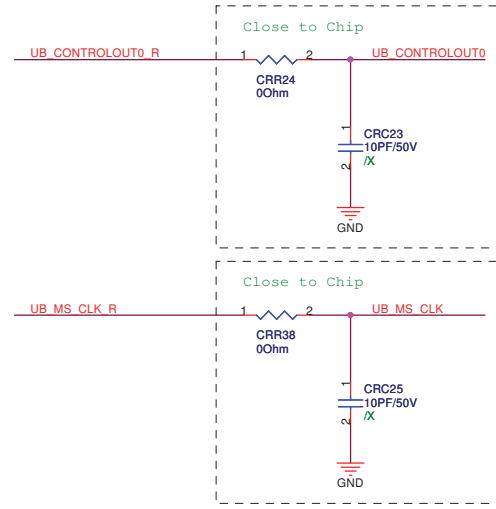 Close to Chip
UB_CONTROLOUT0_R
1
2
UB_CONTROLOUT0
CRR24
0Ohm
1
CRC23
10PF/50V
2
/X
GND
Close to Chip
UB_MS_CLK_R
1
2
UB_MS_CLK
CRR38
0Ohm
1
CRC25
10PF/50V
2
/X
GND